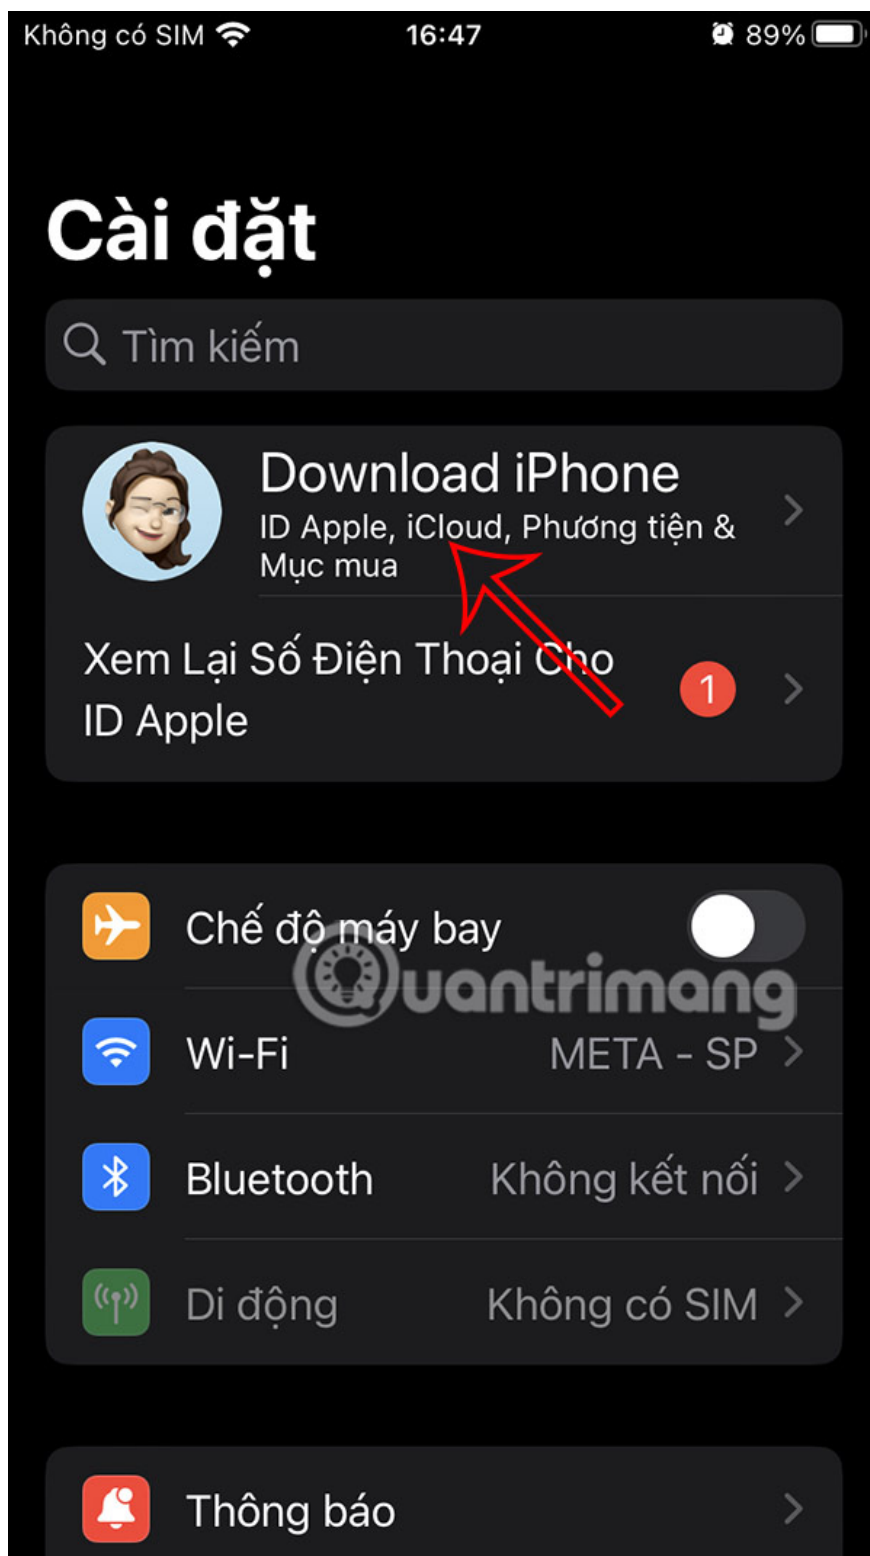 Không có SIM 16:47 89%
Cài đặt
Tìm kiếm
Download iPhone
ID Apple, iCloud, Phương tiện &
Mục mua
Xem Lại Số Điện Thoại Cho
ID Apple
1
Chế độ máy bay
Quantrimang
Wi-Fi META - SP
Bluetooth Không kết nối
Di động Không có SIM
Thông báo